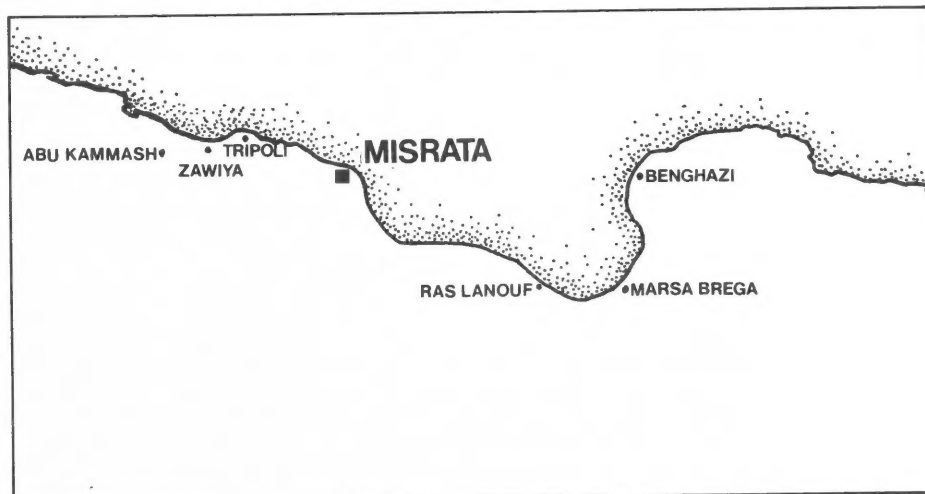 MISRATA
ABU KAMMASH
TRIPOLI
ZAWIYA
BENGHAZI
RAS LANOUF
MARSA BREGA